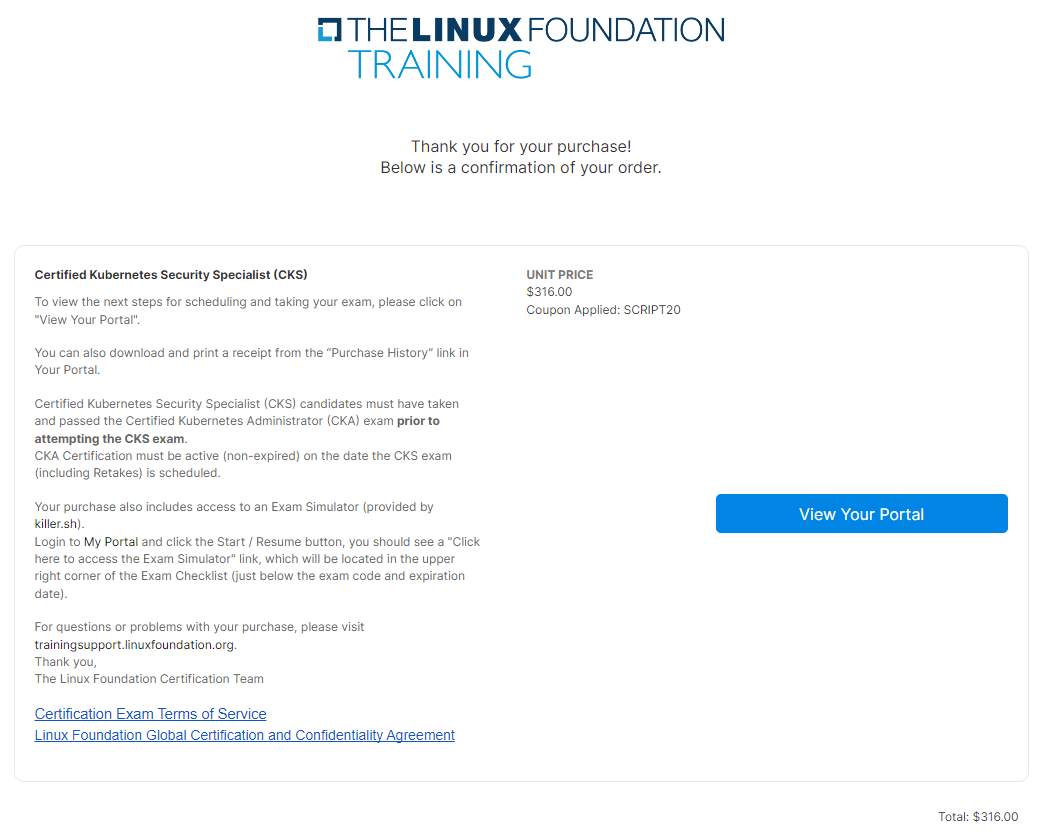 THE LINUX FOUNDATION
TRAINING
Thank you for your purchase!
Below is a confirmation of your order.
Certified Kubernetes Security Specialist (CKS)
To view the next steps for scheduling and taking your exam, please click on
"View Your Portal".
You can also download and print a receipt from the “Purchase History” link in
Your Portal.
Certified Kubernetes Security Specialist (CKS) candidates must have taken
and passed the Certified Kubernetes Administrator (CKA) exam prior to
attempting the CKS exam.
CKA Certification must be active (non-expired) on the date the CKS exam
(including Retakes) is scheduled.
Your purchase also includes access to an Exam Simulator (provided by
killer.sh).
Login to My Portal and click the Start / Resume button, you should see a "Click
here to access the Exam Simulator" link, which will be located in the upper
right corner of the Exam Checklist (just below the exam code and expiration
date).
For questions or problems with your purchase, please visit
trainingsupport.linuxfoundation.org.
Thank you,
The Linux Foundation Certification Team
Certification Exam Terms of Service
Linux Foundation Global Certification and Confidentiality Agreement
UNIT PRICE
$316.00
Coupon Applied: SCRIPT20
View Your Portal
Total: $316.00